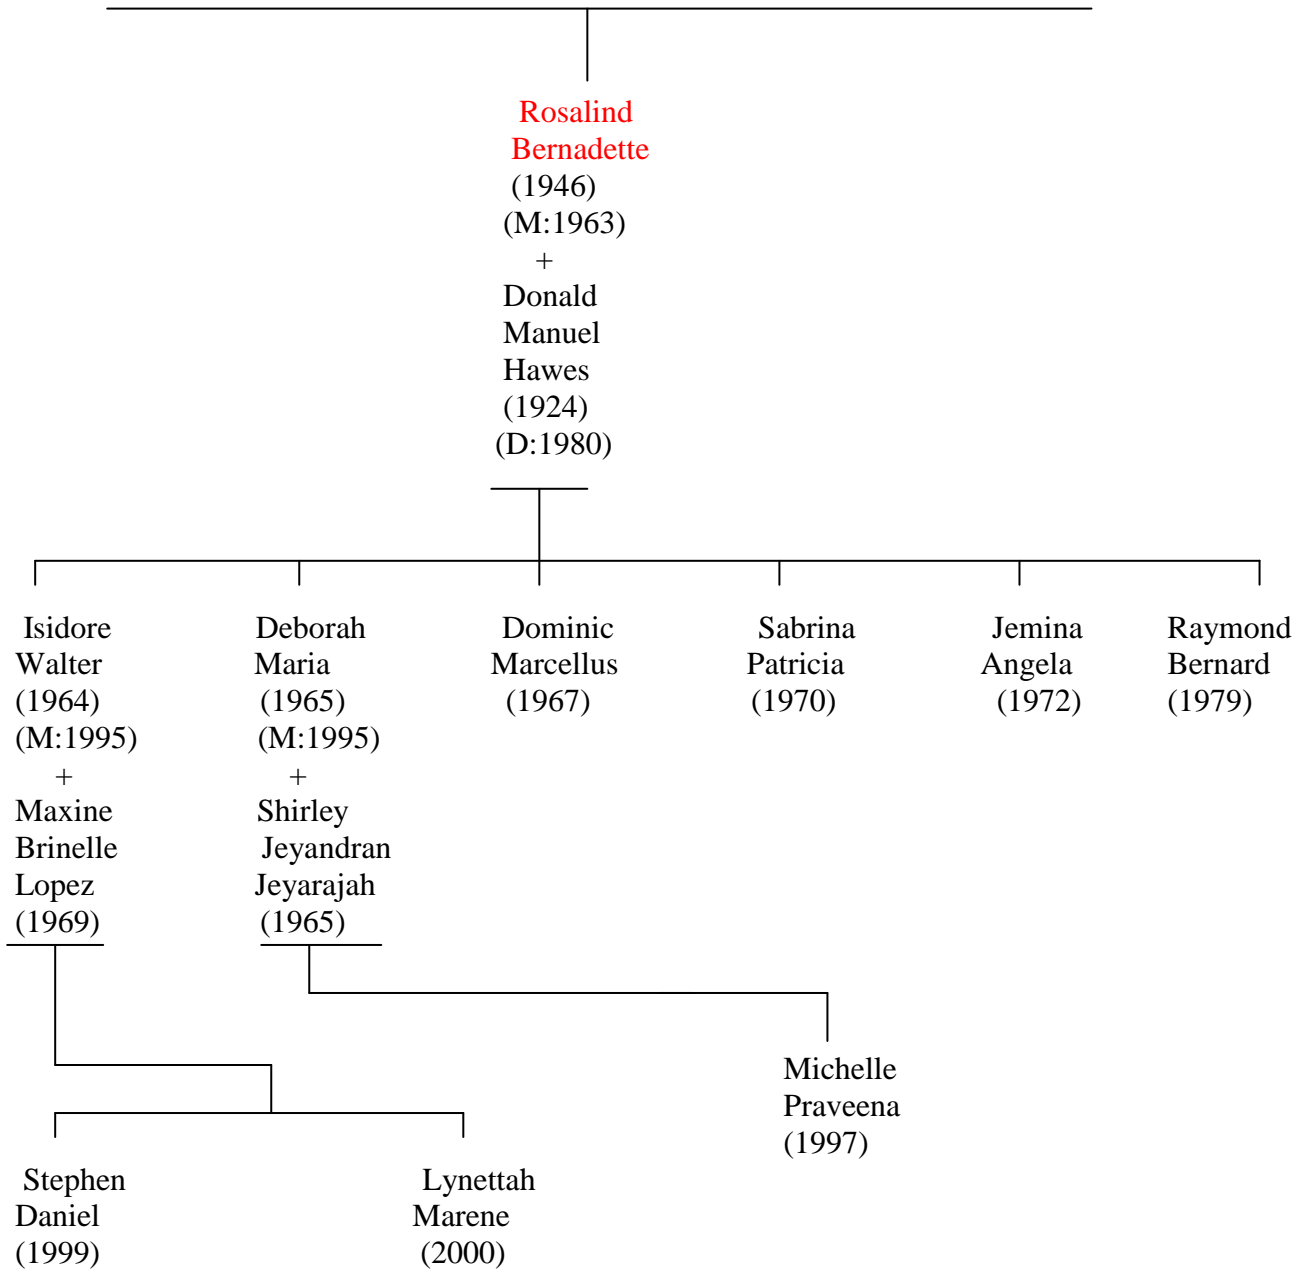 Rosalind
Bernadette
(1946)
(M:1963)
+
Donald
Manuel
Hawes
(1924)
(D:1980)
Isidore
Walter
(1964)
(M:1995)
+
Maxine
Brinelle
Lopez
(1969)
Deborah
Maria
(1965)
(M:1995)
+
Shirley
Jeyandran
Jeyarajah
(1965)
Dominic
Marcellus
(1967)
Sabrina
Patricia
(1970)
Jemina
Angela
(1972)
Raymond
Bernard
(1979)
Stephen
Daniel
(1999)
Lynettah
Marene
(2000)
Michelle
Praveena
(1997)